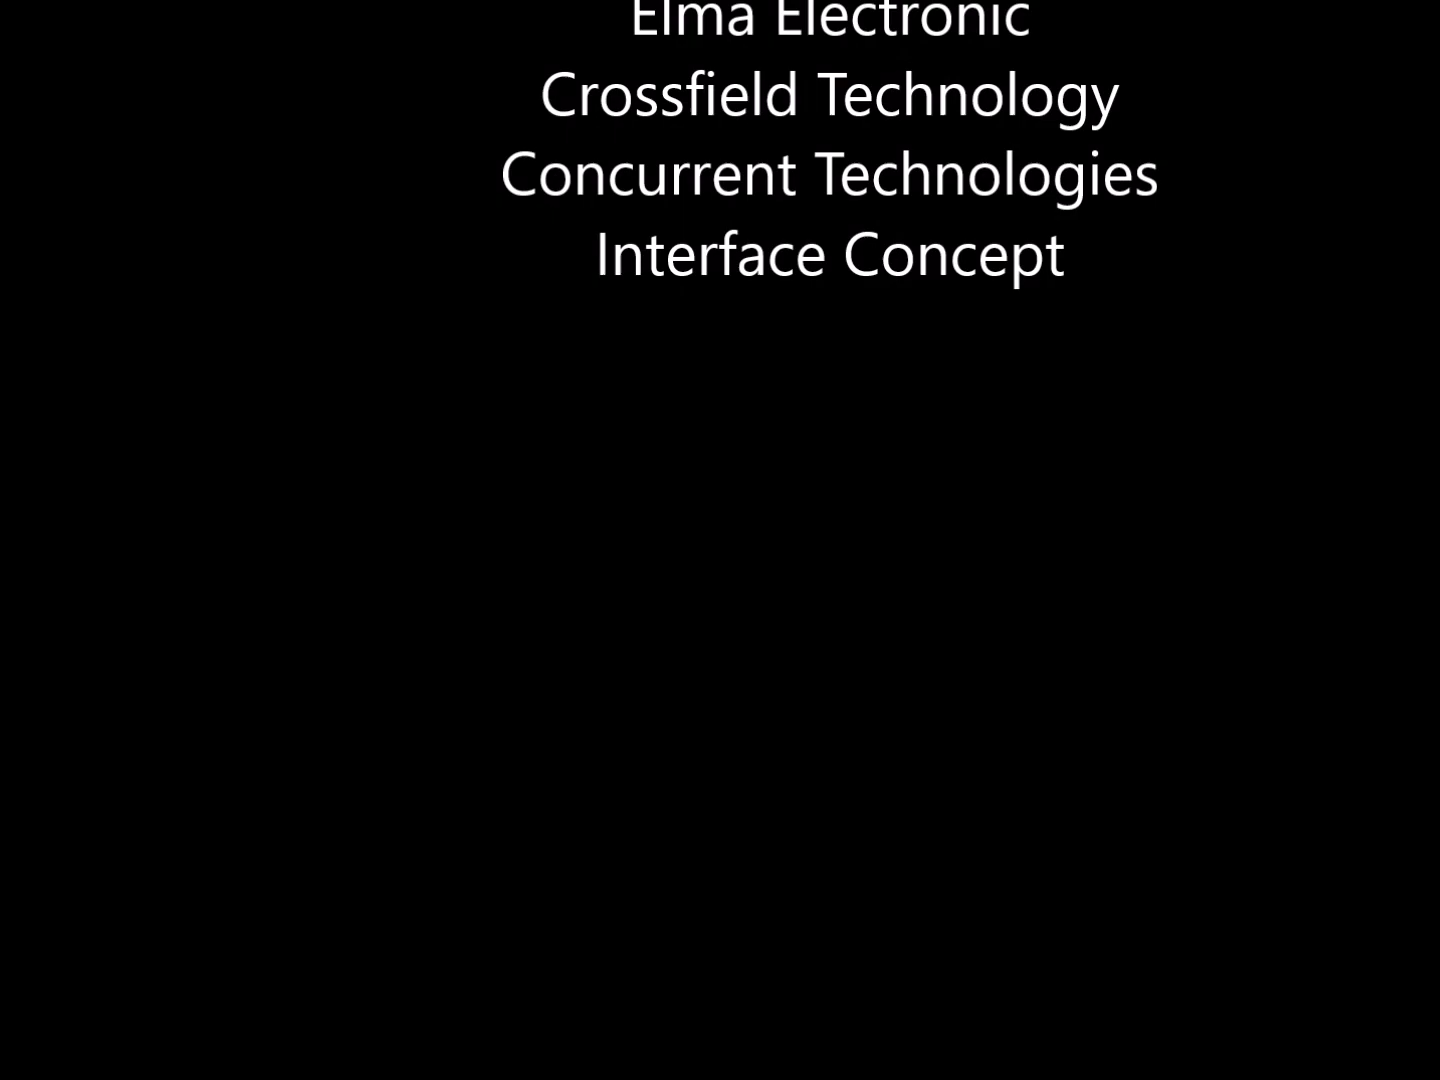 Elma Electronic
Crossfield Technology
Concurrent Technologies
Interface Concept